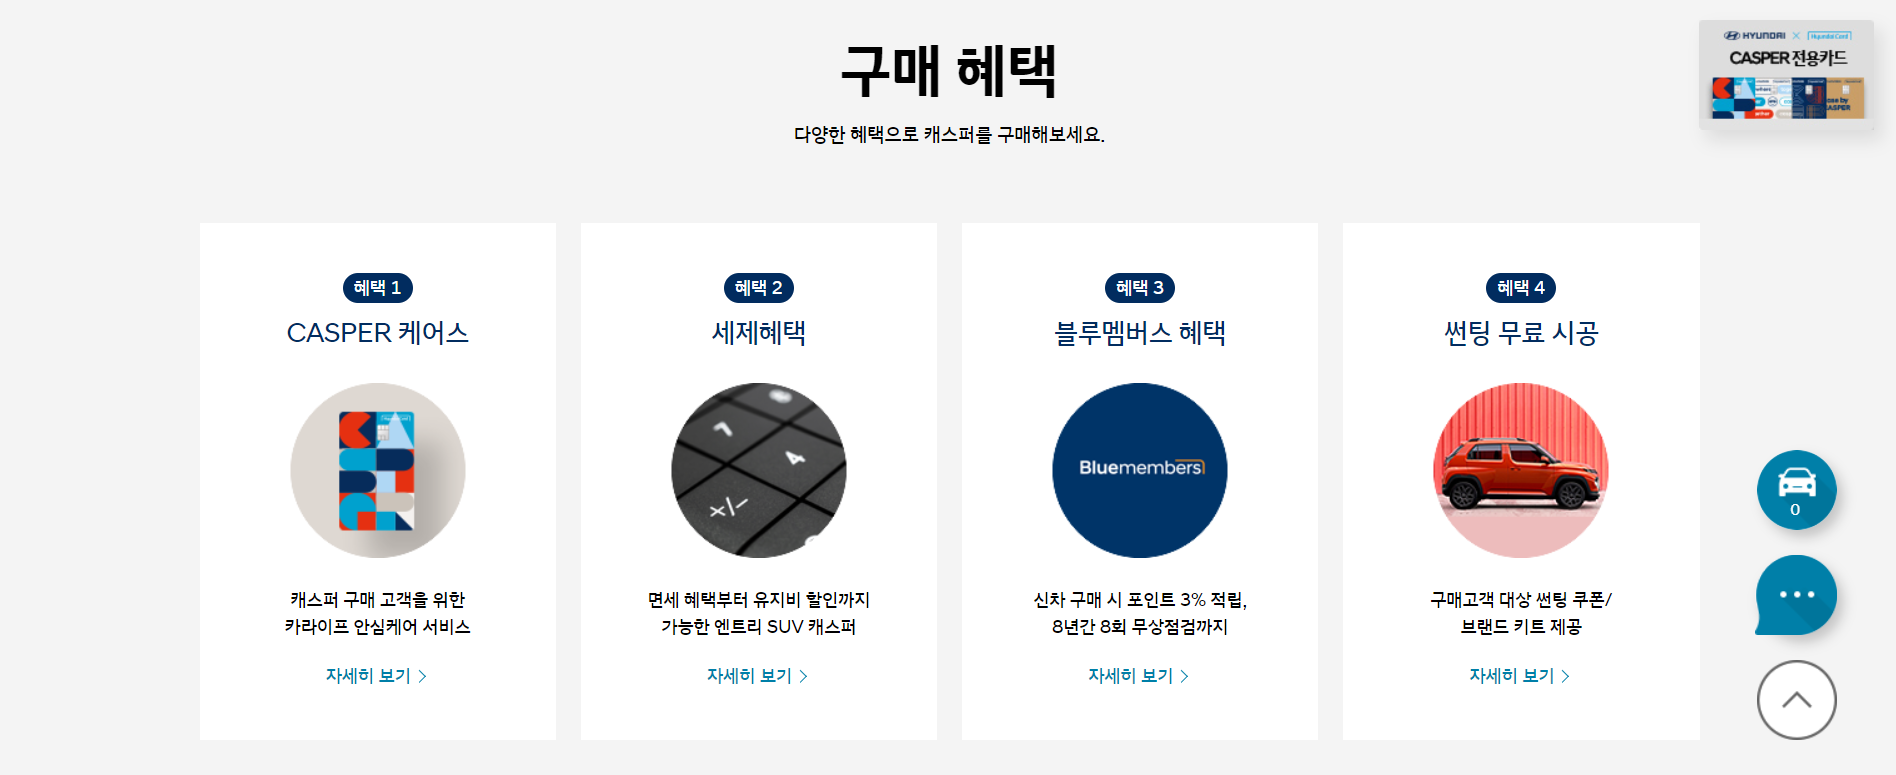 구매 혜택
다양한 혜택으로 캐스퍼를 구매해보세요.
HYUNDAI × Hyundai Card
CASPER 전용카드
혜택 1
CASPER 케어스
캐스퍼 구매 고객을 위한
카라이프 안심케어 서비스
자세히 보기
혜택 2
세제혜택
7
4
+/-
면세 혜택부터 유지비 할인까지
가능한 엔트리 SUV 캐스퍼
자세히 보기
혜택 3
블루멤버스 혜택
Bluemembers
신차 구매 시 포인트 3% 적립,
8년간 8회 무상점검까지
자세히 보기
혜택 4
썬팅 무료 시공
구매고객 대상 썬팅 쿠폰/
브랜드 키트 제공
자세히 보기
0